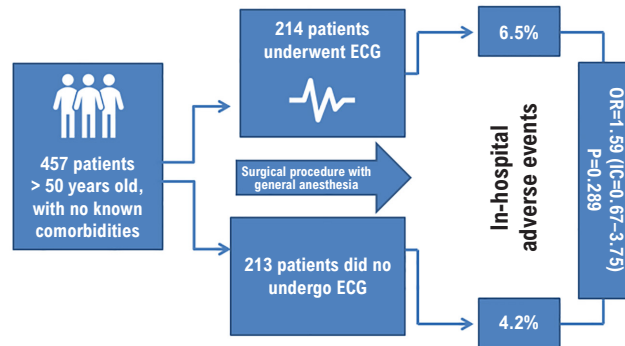 457 patients
> 50 years old,
with no known
comorbidities
214 patients
underwent ECG
Surgical procedure with
general anesthesia
213 patients did no
undergo ECG
6.5%
In-hospital
adverse events
4.2%
OR=1.59 (IC=0.67–3.75)
P=0.289